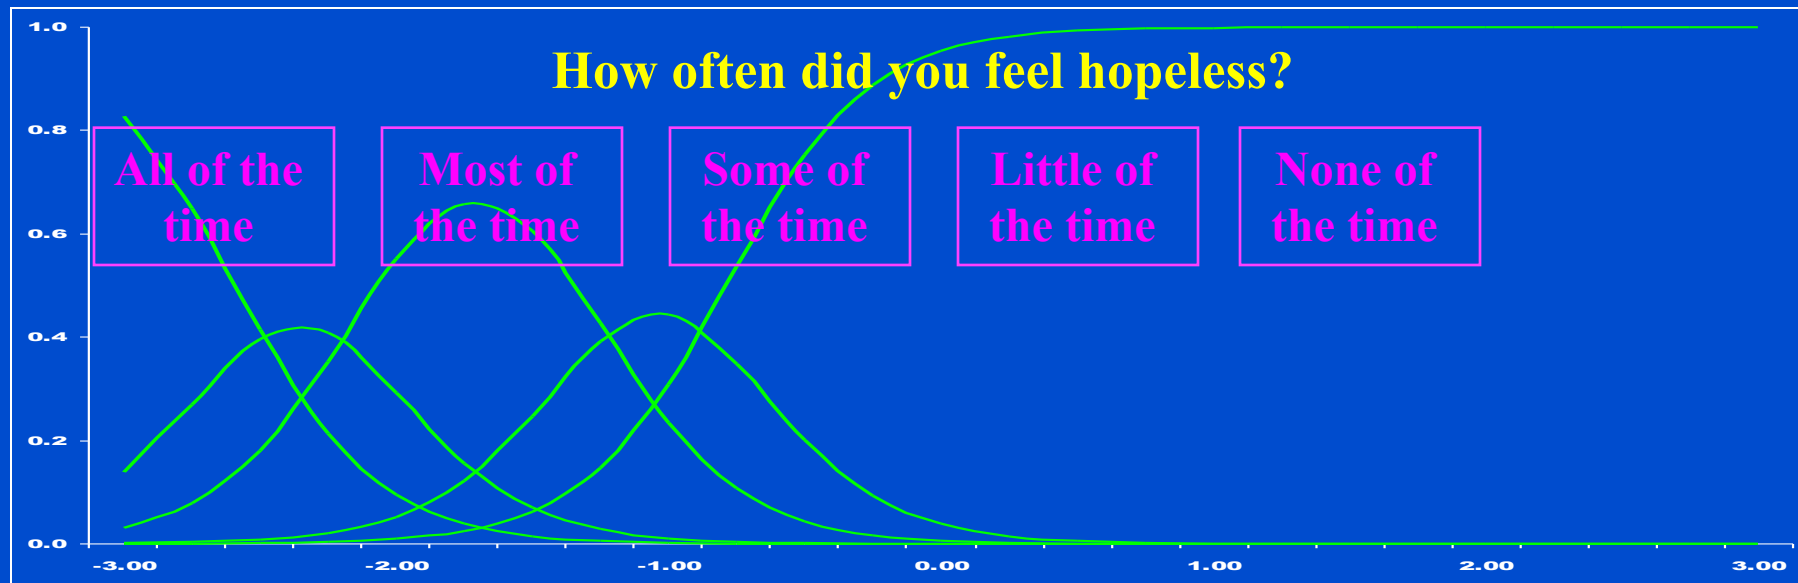 1.0
How often did you feel hopeless?
0.8
All of the
time
Most of
the time
Some of
the time
Little of
the time
None of
the time
0.6
0.4
0.2
0.0
-3.00 -2.00 -1.00 0.00 1.00 2.00 3.00